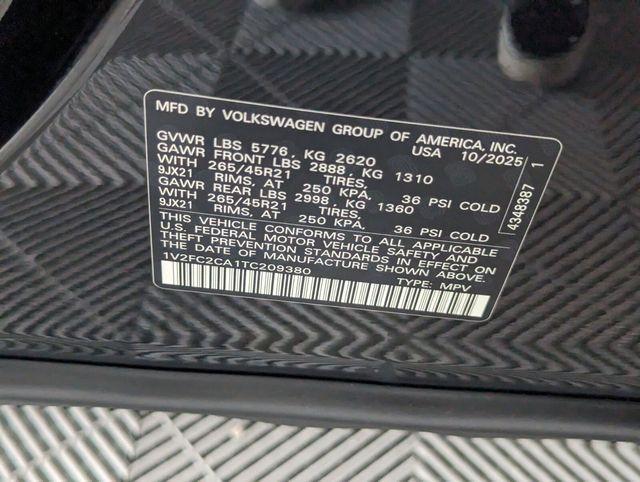 MFD BY VOLKSWAGEN GROUP OF AMERICA, INC.
USA 10/2025
GVWR LBS 5776, KG 2620
GAWR FRONT LBS 2888, KG 1310
WITH 265/45R21 TIRES,
9JX21 RIMS, AT 250 KPA, 36 PSI COLD
GAWR REAR LBS 2998, KG 1360
WITH 265/45R21 TIRES,
9JX21 RIMS, AT 250 KPA, 36 PSI COLD
THIS VEHICLE CONFORMS TO ALL APPLICABLE
U.S. FEDERAL MOTOR VEHICLE SAFETY AND
THEFT PREVENTION STANDARDS IN EFFECT ON THE
DATE OF MANUFACTURE SHOWN ABOVE.
1V2FC2CA1TC209380
TYPE: MPV
4348387 1